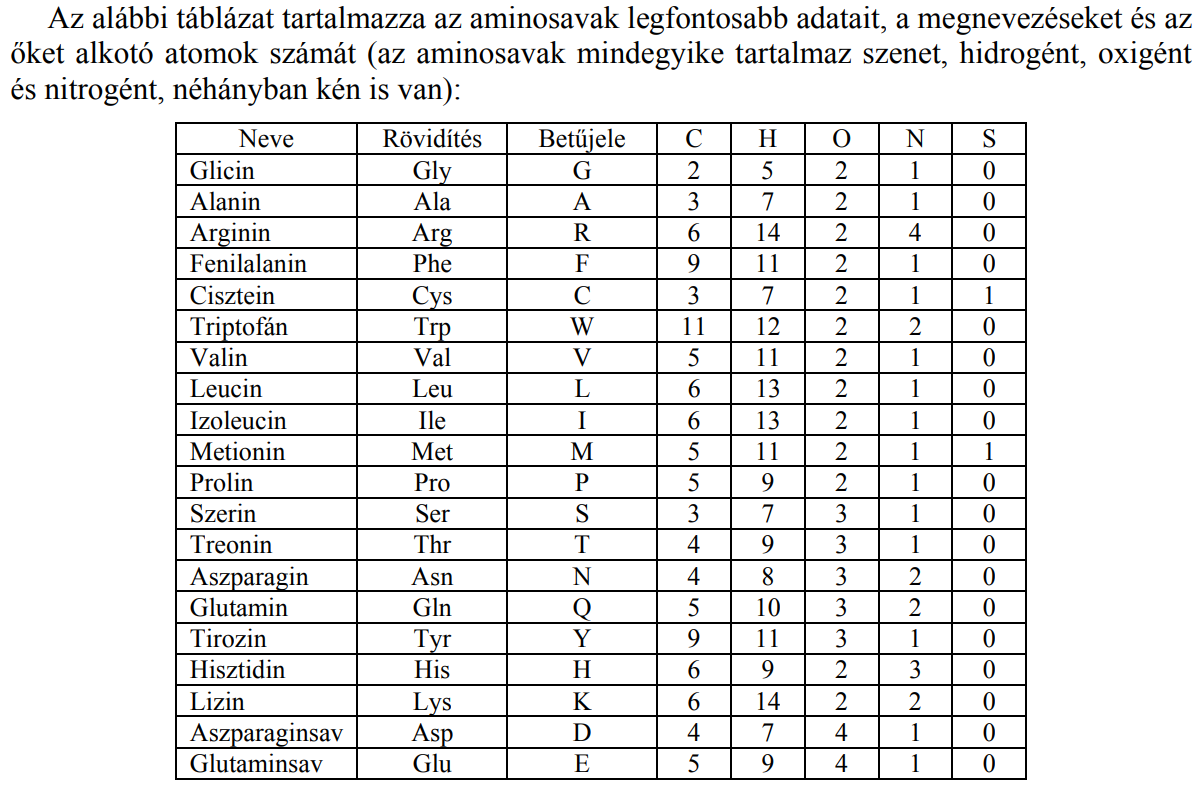 Az alábbi táblázat tartalmazza az aminosavak legfontosabb adatait, a megnevezéseket és az
őket alkotó atomok számát (az aminosavak mindegyike tartalmaz szenet, hidrogént, oxigént
és nitrogént, néhányban kén is van):
Neve Rövidítés Betűjele C H O N S
Glicin Gly G 2 5 2 1 0
Alanin Ala A 3 7 2 1 0
Arginin Arg R 6 14 2 4 0
Fenilalanin Phe F 9 11 2 1 0
Cisztein Cys C 3 7 2 1 1
Triptofán Trp W 11 12 2 2 0
Valin Val V 5 11 2 1 0
Leucin Leu L 6 13 2 1 0
Izoleucin Ile I 6 13 2 1 0
Metionin Met M 5 11 2 1 1
Prolin Pro P 5 9 2 1 0
Szerin Ser S 3 7 3 1 0
Treonin Thr T 4 9 3 1 0
Aszparagin Asn N 4 8 3 2 0
Glutamin Gln Q 5 10 3 2 0
Tirozin Tyr Y 9 11 3 1 0
Hisztidin His H 6 9 2 3 0
Lizin Lys K 6 14 2 2 0
Aszparaginsav Asp D 4 7 4 1 0
Glutaminsav Glu E 5 9 4 1 0